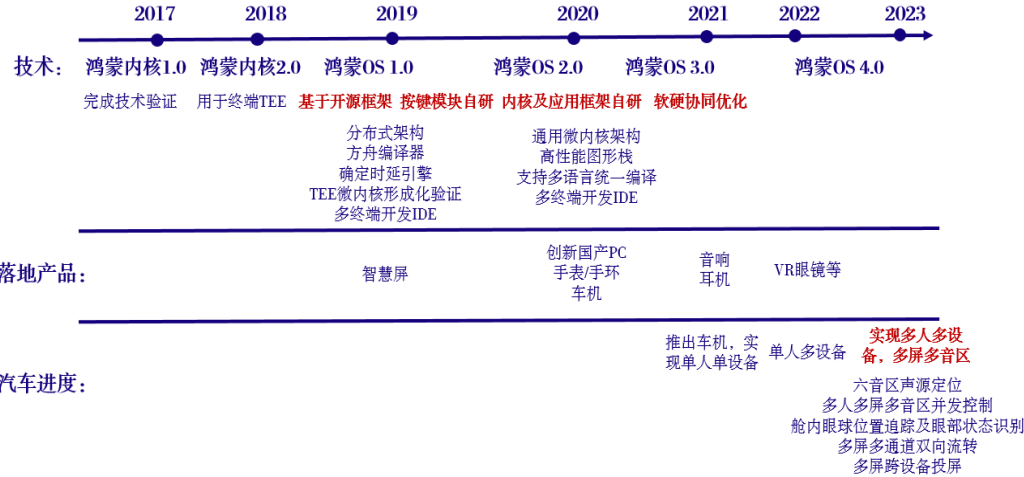 2017 2018 2019 2020 2021 2022 2023
技术： 鸿蒙内核1.0 鸿蒙内核2.0 鸿蒙OS 1.0 鸿蒙OS 2.0 鸿蒙OS 3.0 鸿蒙OS 4.0
完成技术验证 用于终端TEE 基于开源框架 按键模块自研 内核及应用框架自研 软硬协同优化
分布式架构
方舟编译器
确定时延引擎
TEE微内核形成化验证
多终端开发IDE
通用微内核架构
高性能图形栈
支持多语言统一编译
多终端开发IDE
落地产品：
智慧屏
创新国产PC
手表/手环
车机
音响
耳机
VR眼镜等
汽车进度：
推出车机，实
现单人单设备
单人多设备
实现多人多设
备，多屏多音区
六音区声源定位
多人多屏多音区并发控制
舱内眼球位置追踪及眼部状态识别
多屏多通道双向流转
多屏跨设备投屏